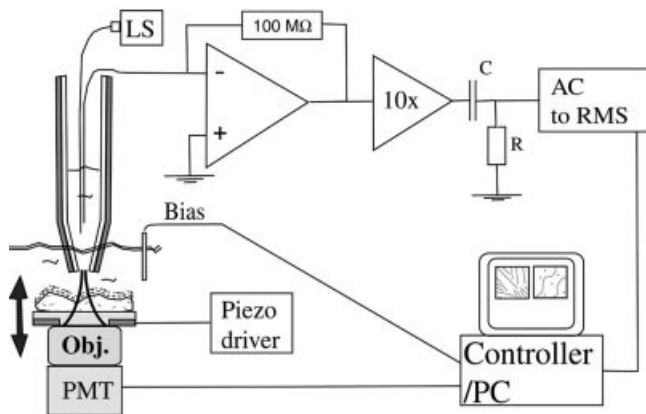 LS
100 MΩ
-
+
10x
C
R
AC
to RMS
Bias
Piezo
driver
Obj.
PMT
Controller
/PC